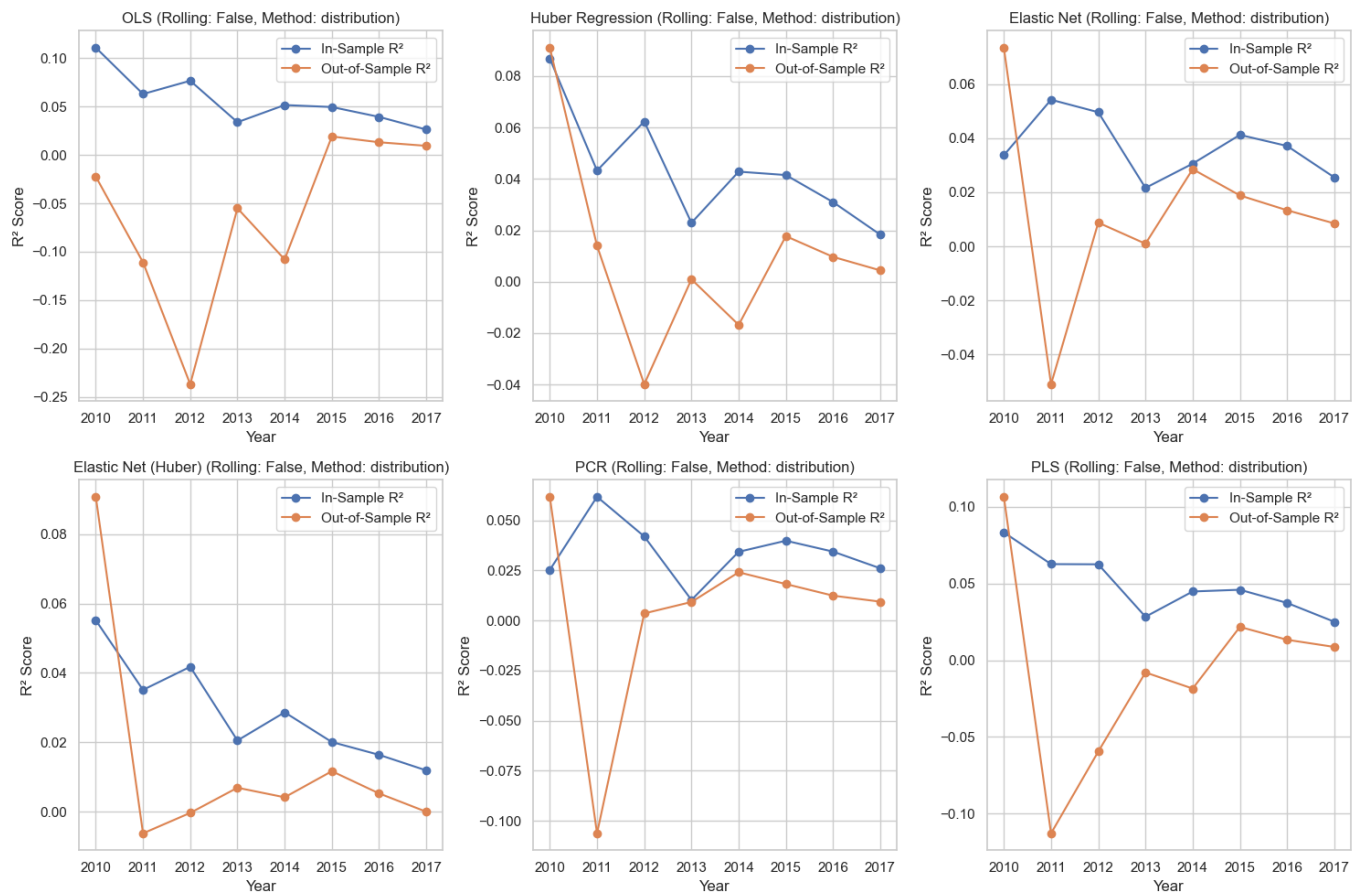 OLS (Rolling: False, Method: distribution)
In-Sample R²
Out-of-Sample R²
R² Score
0.10
0.05
0.00
−0.05
−0.10
−0.15
−0.20
−0.25
2010 2011 2012 2013 2014 2015 2016 2017
Year
Huber Regression (Rolling: False, Method: distribution)
In-Sample R²
Out-of-Sample R²
R² Score
0.08
0.06
0.04
0.02
0.00
−0.02
−0.04
2010 2011 2012 2013 2014 2015 2016 2017
Year
Elastic Net (Rolling: False, Method: distribution)
In-Sample R²
Out-of-Sample R²
R² Score
0.06
0.04
0.02
0.00
−0.02
−0.04
2010 2011 2012 2013 2014 2015 2016 2017
Year
Elastic Net (Huber) (Rolling: False, Method: distribution)
In-Sample R²
Out-of-Sample R²
R² Score
0.08
0.06
0.04
0.02
0.00
2010 2011 2012 2013 2014 2015 2016 2017
Year
PCR (Rolling: False, Method: distribution)
In-Sample R²
Out-of-Sample R²
R² Score
0.050
0.025
0.000
−0.025
−0.050
−0.075
−0.100
2010 2011 2012 2013 2014 2015 2016 2017
Year
PLS (Rolling: False, Method: distribution)
In-Sample R²
Out-of-Sample R²
R² Score
0.10
0.05
0.00
−0.05
−0.10
2010 2011 2012 2013 2014 2015 2016 2017
Year